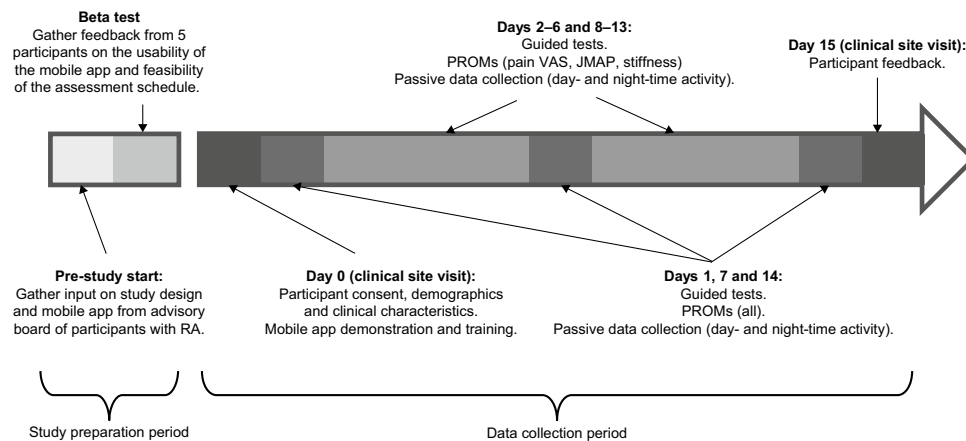 Beta test
Gather feedback from 5
participants on the usability of
the mobile app and feasibility
of the assessment schedule.
Days 2–6 and 8–13:
Guided tests.
PROMs (pain VAS, JMAP, stiffness)
Passive data collection (day- and night-time activity).
Day 15 (clinical site visit):
Participant feedback.
Pre-study start:
Gather input on study design
and mobile app from advisory
board of participants with RA.
Day 0 (clinical site visit):
Participant consent, demographics
and clinical characteristics.
Mobile app demonstration and training.
Days 1, 7 and 14:
Guided tests.
PROMs (all).
Passive data collection (day- and night-time activity).
Study preparation period
Data collection period